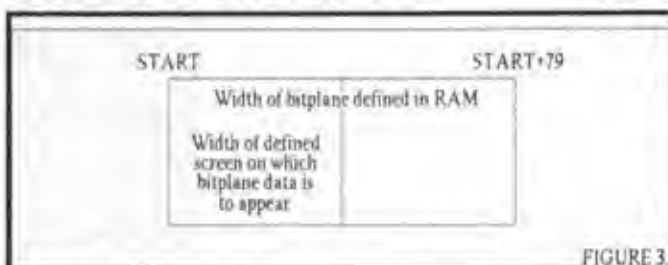 START START+79
Width of bitplane defined in RAM
Width of defined
screen on which
bitplane data is
to appear
FIGURE 3